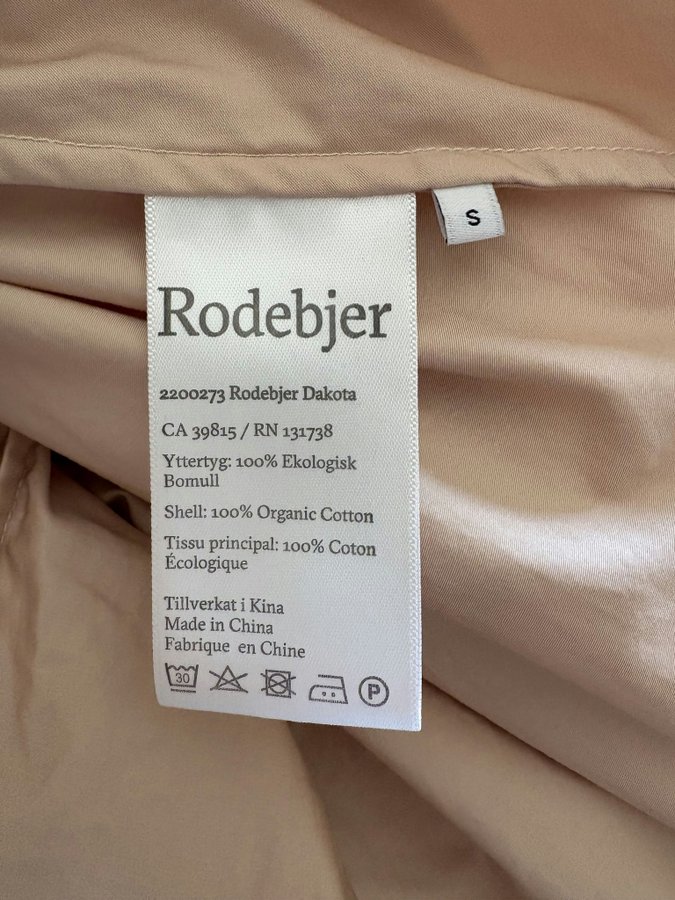 S
Rodebjer
2200273 Rodebjer Dakota
CA 39815 / RN 131738
Yttertyg: 100% Ekologisk
Bomull
Shell: 100% Organic Cotton
Tissu principal: 100% Coton
Écologique
Tillverkat i Kina
Made in China
Fabrique en Chine
30
P